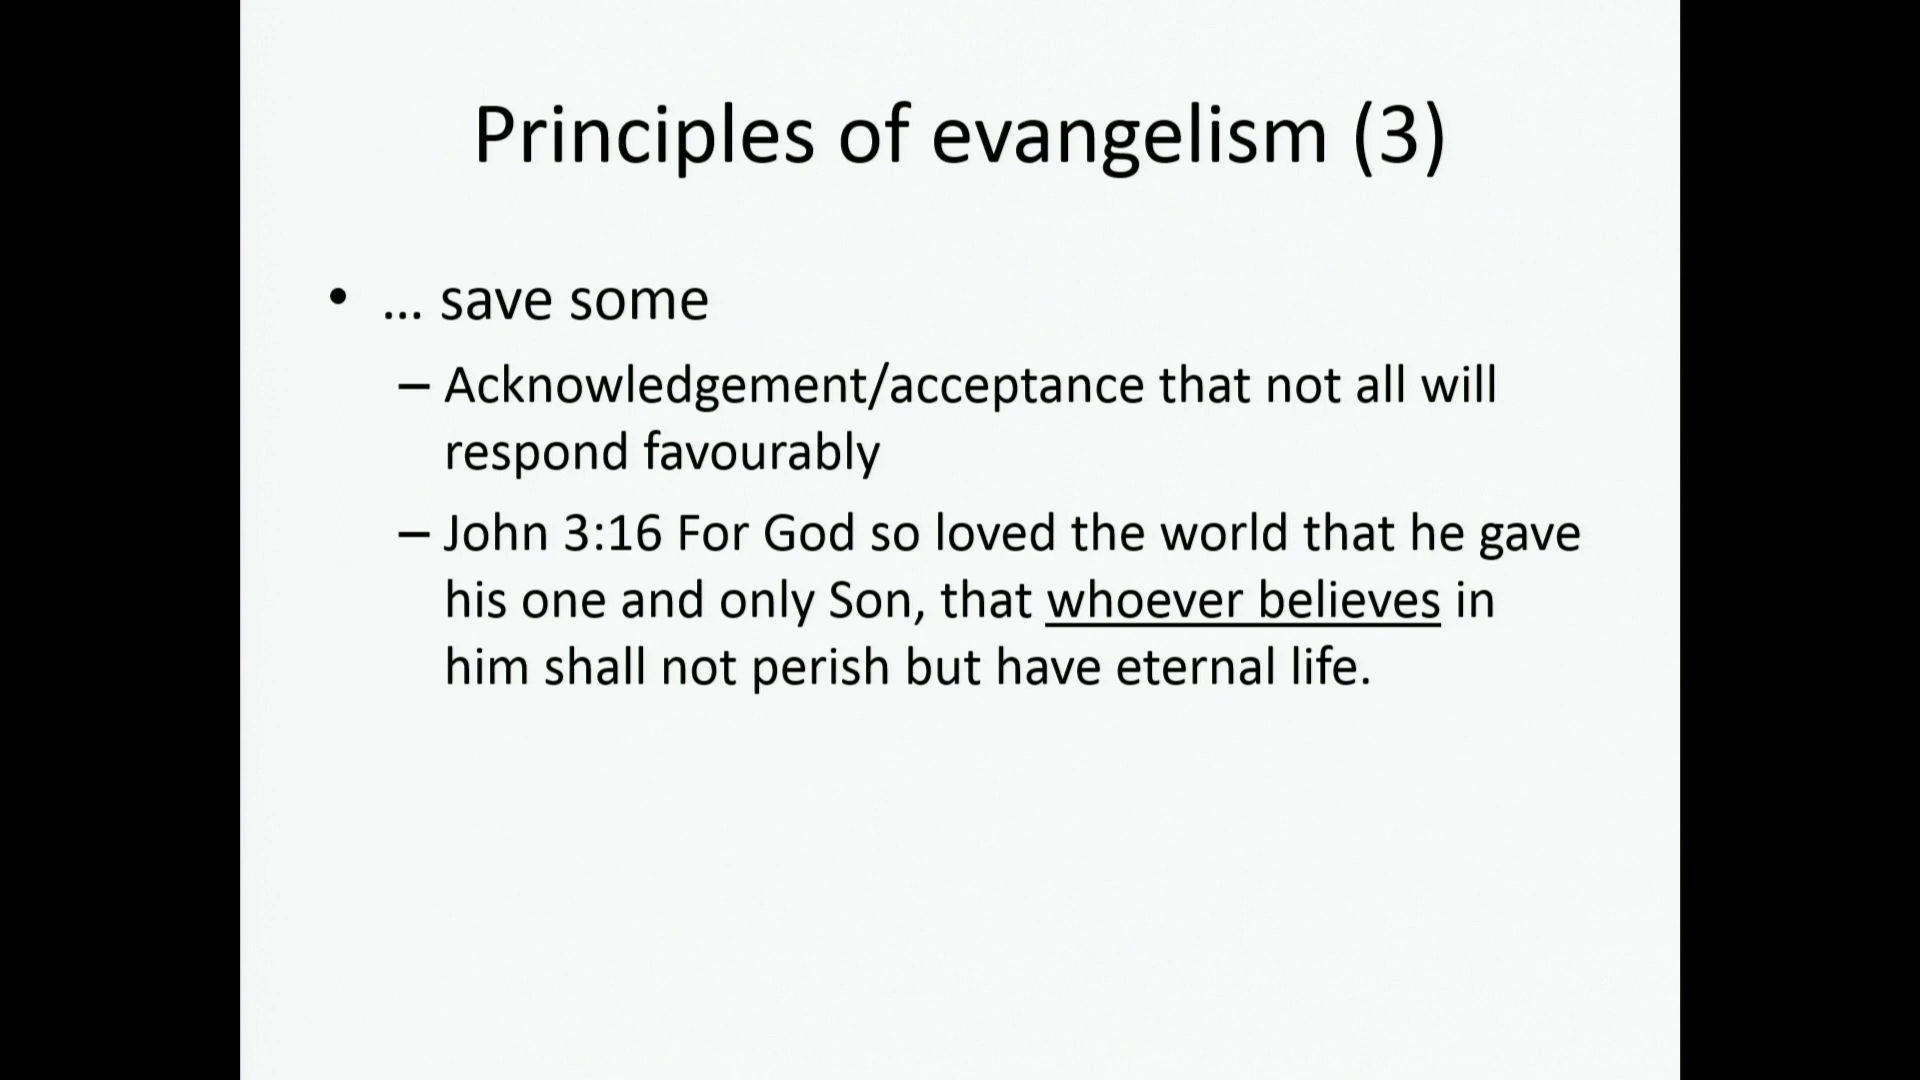 Principles of evangelism (3)
• ... save some
– Acknowledgement/acceptance that not all will
respond favourably
– John 3:16 For God so loved the world that he gave
his one and only Son, that whoever believes in
him shall not perish but have eternal life.